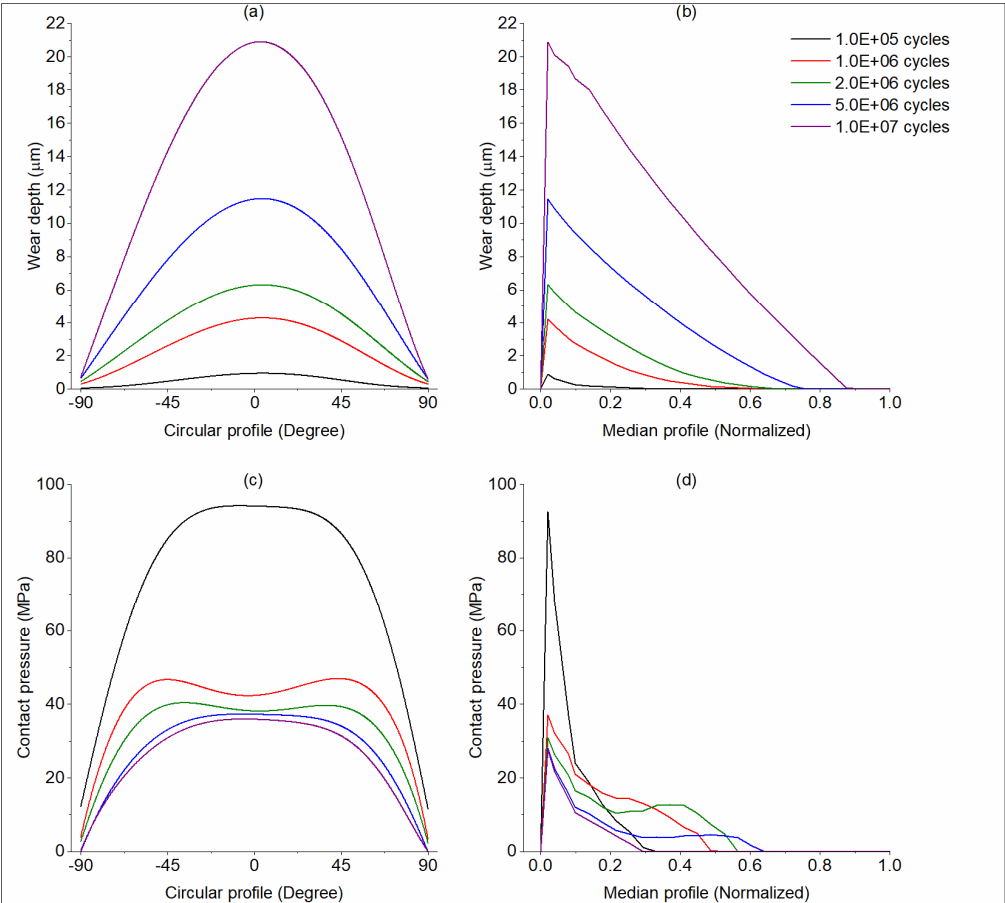 (a)
22
20
18
16
14
12
10
8
6
4
2
0
Wear depth (μm)
-90 -45 0 45 90
Circular profile (Degree)
(b)
22
20
18
16
14
12
10
8
6
4
2
0
Wear depth (μm)
0.0 0.2 0.4 0.6 0.8 1.0
Median profile (Normalized)
1.0E+05 cycles
1.0E+06 cycles
2.0E+06 cycles
5.0E+06 cycles
1.0E+07 cycles
(c)
100
80
60
40
20
0
Contact pressure (MPa)
-90 -45 0 45 90
Circular profile (Degree)
(d)
100
80
60
40
20
0
Contact pressure (MPa)
0.0 0.2 0.4 0.6 0.8 1.0
Median profile (Normalized)